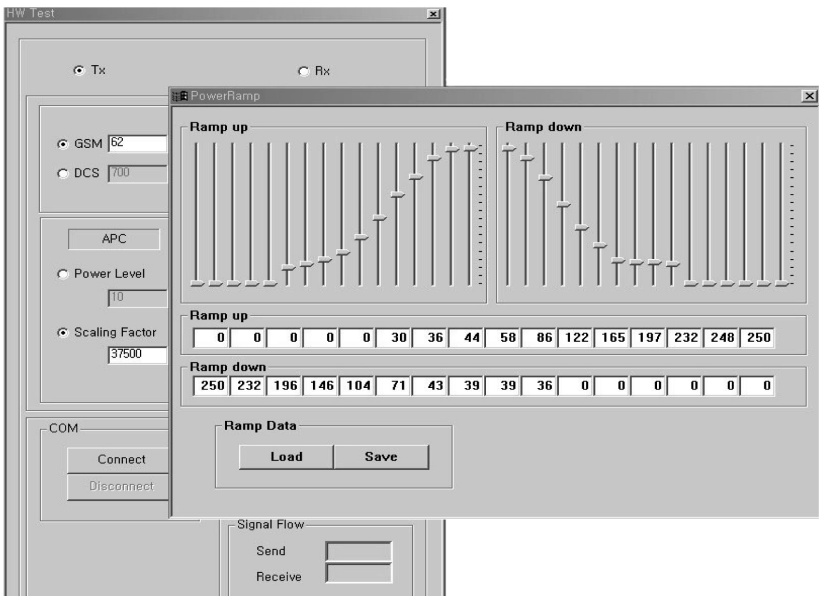 HW Test
Tx Rx
GSM 62
DCS 700
APC
Power Level
10
Scaling Factor
37500
COM
Connect
Disconnect
PowerRamp
Ramp up Ramp down
Ramp up
0 0 0 0 0 30 36 44 58 86 122 165 197 232 248 250
Ramp down
250 232 196 146 104 71 43 39 39 36 0 0 0 0 0 0
Ramp Data
Load Save
Signal Flow
Send
Receive